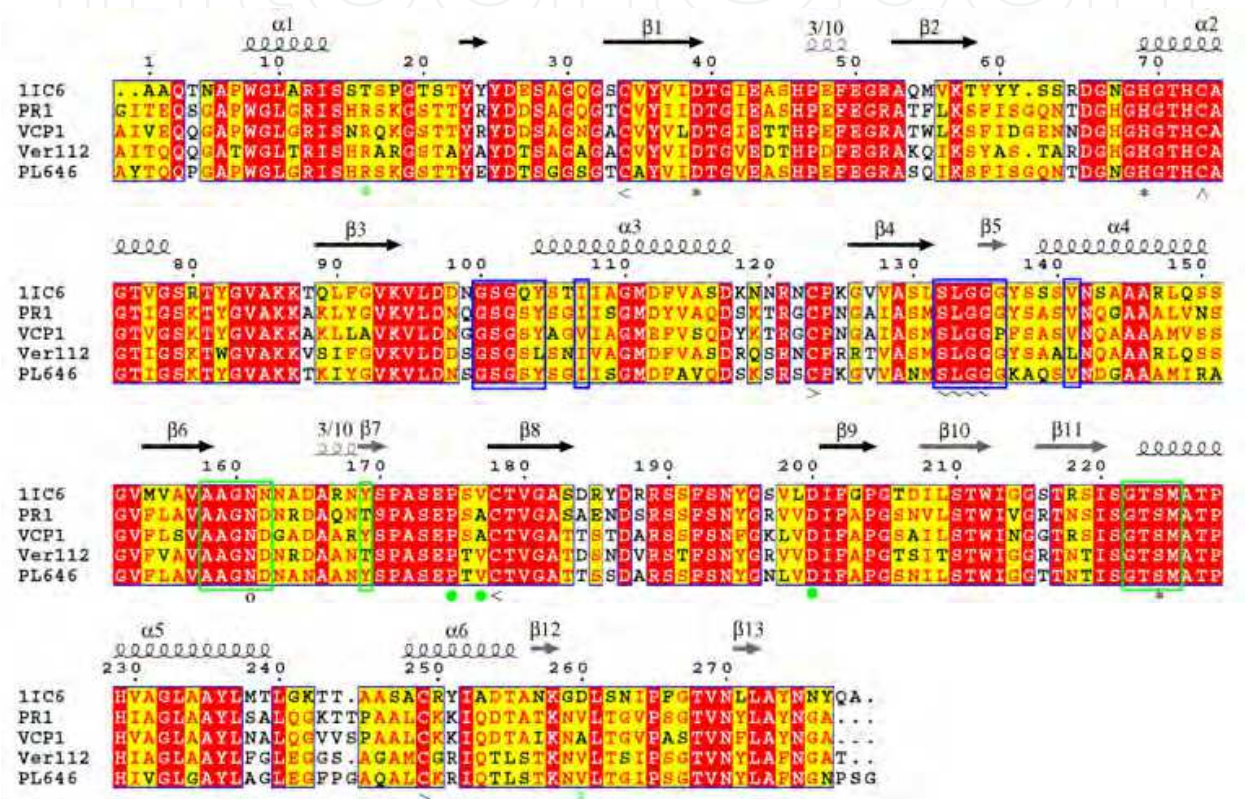 α1 β1 3/10 β2 α2
1 10 20 30 40 50 60 70
1IC6 ..AAQTNAPWGLARISSTSPGTSTYYYDESAGQGSCVYVIDTGIEASHPEFEGRAQMVKTYYY.SSRDGNGHGTHCA
PR1 GITEQSGAPWGLGRISHRSKGSTTYRYDDSAGQGTCVYIIDTGIEASHPEFEGRATFLKSFISGQNTDGHGHGTHCA
VCP1 AIVEQQGAPWGLGRISNRQKGSTTYRYDDSAGNGACVYVLDTGIETTHPEFEGRATWLKSFIDGENNDGHGHGTHCA
Ver112 AITQQQGATWGLTRISHRARGSTAYAYDTSAGAGACVYVIDTGVEDTHPDFEGRAKQIKSYAS.TARDGHGHGTHCA
PL646 AYTQQPGAPWGLGRISHRSKGSTTYEYDTSGGSGTCAYVIDTGVEASHPEFEGRASQIKSFISGQNTDGNGHGTHCA
< * * ^
β3 α3 β4 β5 α4
80 90 100 110 120 130 140 150
1IC6 GTVGSRTYGVAKKTQLFGVKVLDDNGSGQYSTIIAGMDFVASDKNNRNCPKGVVASLSLGGGYSSSVNSAAARLQSS
PR1 GTIGSKTYGVAKKAKLYGVKVLDNQGSGSYSGIISGMDYVAQDSKTRGCPNGAIASMSLGGGYSASVNQGAAALVNS
VCP1 GTIGSKTYGVAKKAKLLAVKVLDNDGSGSYAGVIAGMEFVSQDYKTRGCPNGAIASMSLGGPFSASVNQAAAAMVSS
Ver112 GTIGSKTWGVAKKVSIFGVKVLDDSGSGSLSNIVAGMDFVASDRQSRNCPRRTVASMSLGGGYSAALNQAAARLQSS
PL646 GTIGSKTYGVAKKTKIYGVKVLDNSGSGSYSGIISGMDFAVQDSKSRSCPKGVVANMSLGGGKAQSVNDGAAAMIRA
>
β6 3/10 β7 β8 β9 β10 β11
160 170 180 190 200 210 220
1IC6 GVMVAVAAGNNNADARNYSPASEPSVCTVGASDRYDRRSSFSNYGSVLDIFGPGTDILSTWIGGSTRSISGTSMATP
PR1 GVFLAVAAGNDNRDAQNTSPASEPSACTVGASAENDSRSSFSNYGRVVDIFAPGSNVLSTWIVGRTNSISGTSMATP
VCP1 GVFLSVAAGNDGADAARYSPASEPSACTVGATTSTDARSSFSNFGKLVDIFAPGSAILSTWINGGTRSISGTSMATP
Ver112 GVFVAVAAGNDNRDAANTSPASEPTVCTVGATDSNDVRSTFSNYGRVVDIFAPGTSITSTWIGGRTNTISGTSMATP
PL646 GVFLAVAAGNDNANAANYSPASEPTVCTVGATTSSDARSSFSNYGNLVDIFAPGSNILSTWIGGTTNTISGTSMATP
o < *
α5 α6 β12 β13
230 240 250 260 270
1IC6 HVAGLAAYLMTLGKTT.AASACRYIADTANKGDLSNIPFGTVNLLAYNNYQA.
PR1 HIAGLAAYLSALQGKTTPAALCKKIQDTATKNVLTGVPSGTVNYLAYNGA...
VCP1 HVAGLAAYLNALQGVVSPAALCKKIQDTAIKNALTGVPASTVNFLAYNGA...
Ver112 HIAGLAAYLFGLEGGS.AGAMCGRIQTLSTKNVLTSIPSGTVNYLAFNGAT..
PL646 HIVGLGAYLAGLEGFPGAQALCKRIQTLSTKNVLTGIPSGTVNYLAFNGNPSG